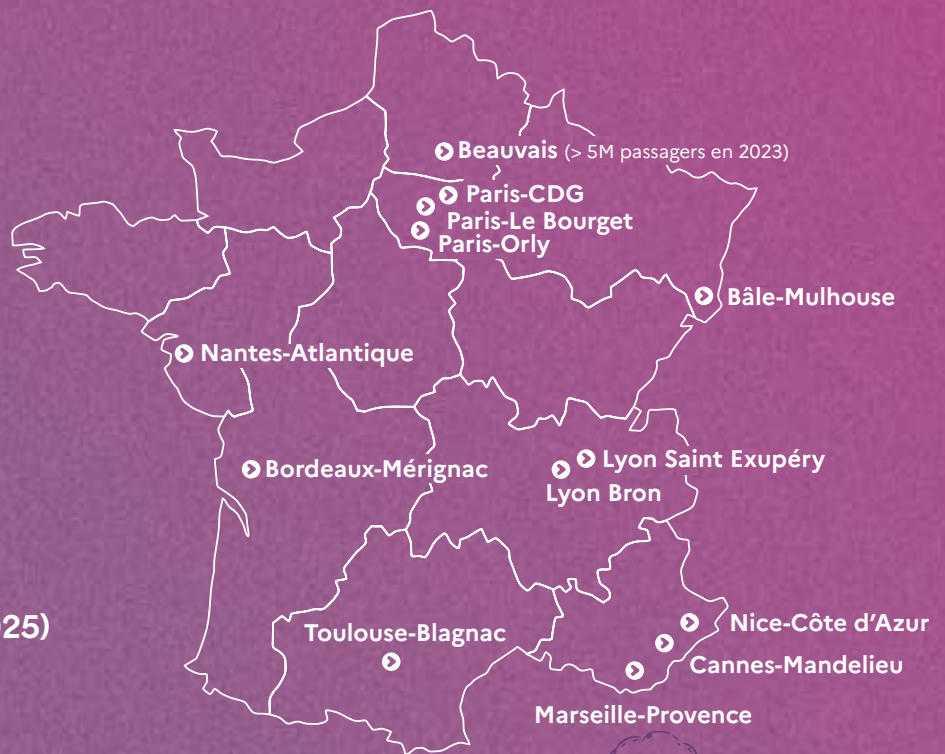 Beauvais (> 5M passagers en 2023)
Paris-CDG
Paris-Le Bourget
Paris-Orly
Bâle-Mulhouse
Nantes-Atlantique
Lyon Saint Exupéry
Bordeaux-Mérignac
Lyon Bron
025)
Nice-Côte d’Azur
Toulouse-Blagnac
Cannes-Mandelieu
Marseille-Provence